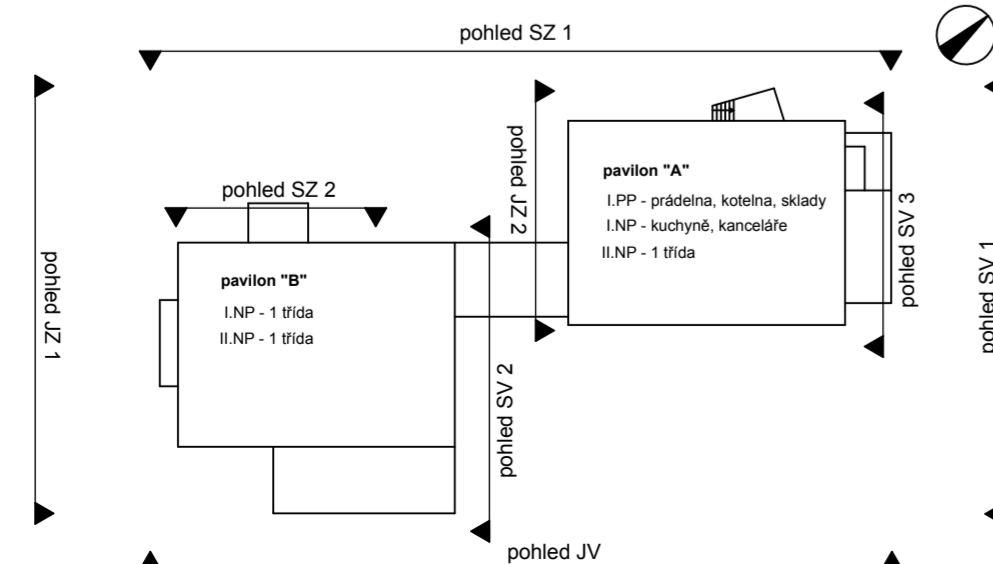 pohled SZ 1
pohled JZ 2
pavilon "A"
I.PP - prádelna, kotelna, sklady
I.NP - kuchyně, kanceláře
II.NP - 1 třída
pohled SZ 2
pohled SV 3
pohled JZ 1
pavilon "B"
I.NP - 1 třída
II.NP - 1 třída
pohled SV 1
pohled SV 2
pohled JV